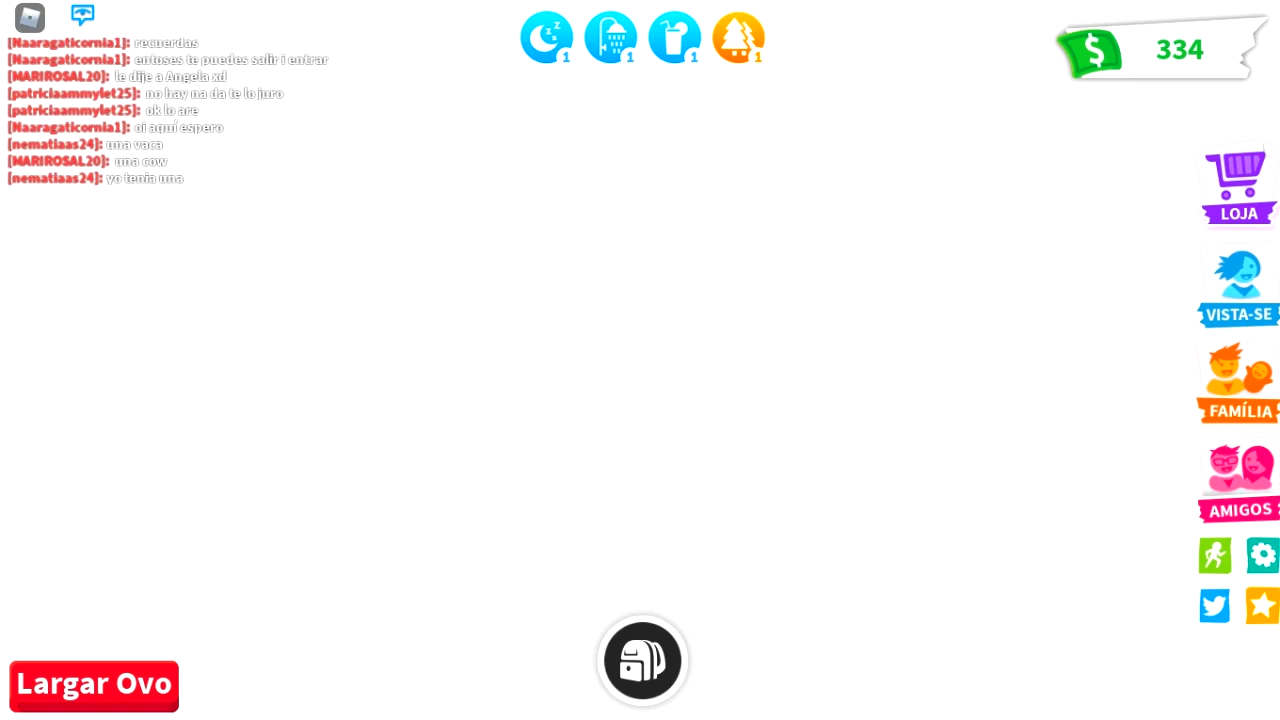 [Naaragaticornia1]: recuerdas
[Naaragaticornia1]: entoses te puedes salir i entrar
[MARIROSAL20]: le dije a Angela xd
[patriciaammylet25]: no hay na da te lo juro
[patriciaammylet25]: ok lo are
[Naaragaticornia1]: oi aquí espero
[nematiaas24]: una vaca
[MARIROSAL20]: una cow
[nematiaas24]: yo tenia una
1
1
1
1
$ 334
LOJA
VISTA-SE
FAMÍLIA
AMIGOS
Largar Ovo